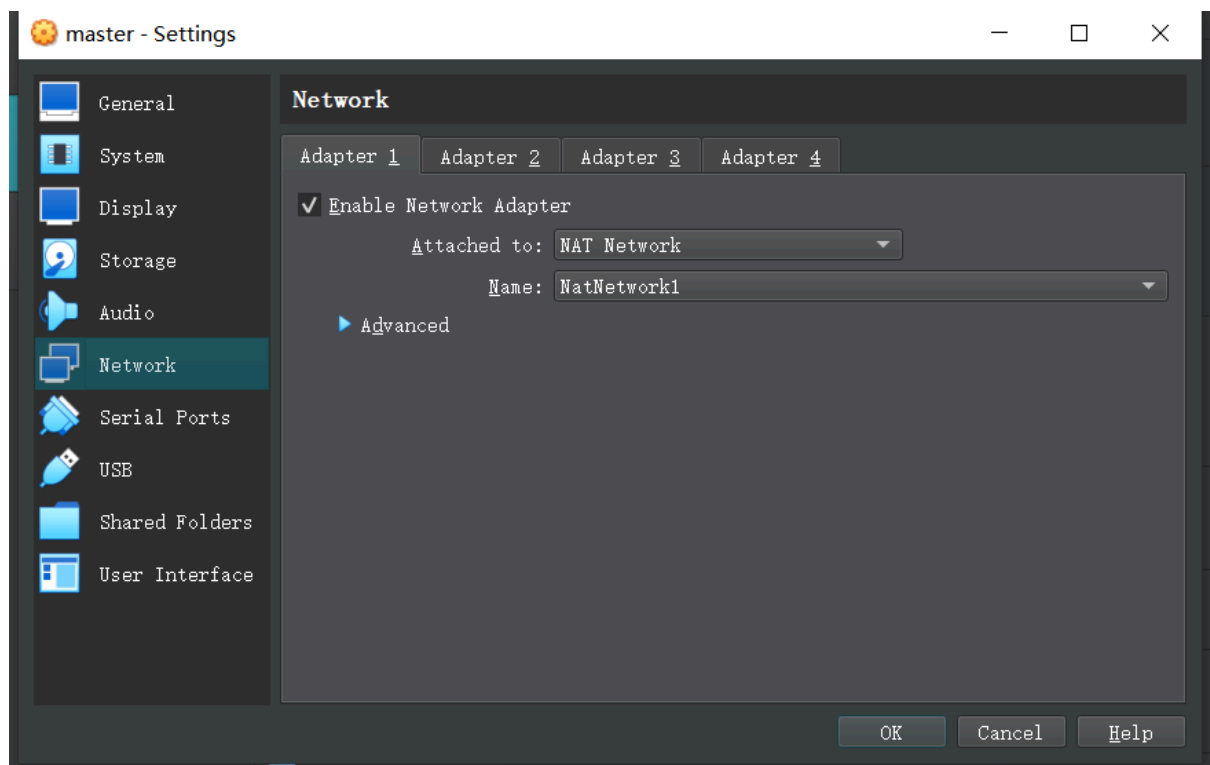 master - Settings
General
System
Display
Storage
Audio
Network
Serial Ports
USB
Shared Folders
User Interface
Network
Adapter 1 Adapter 2 Adapter 3 Adapter 4
Enable Network Adapter
Attached to: NAT Network
Name: NatNetwork1
Advanced
OK Cancel Help